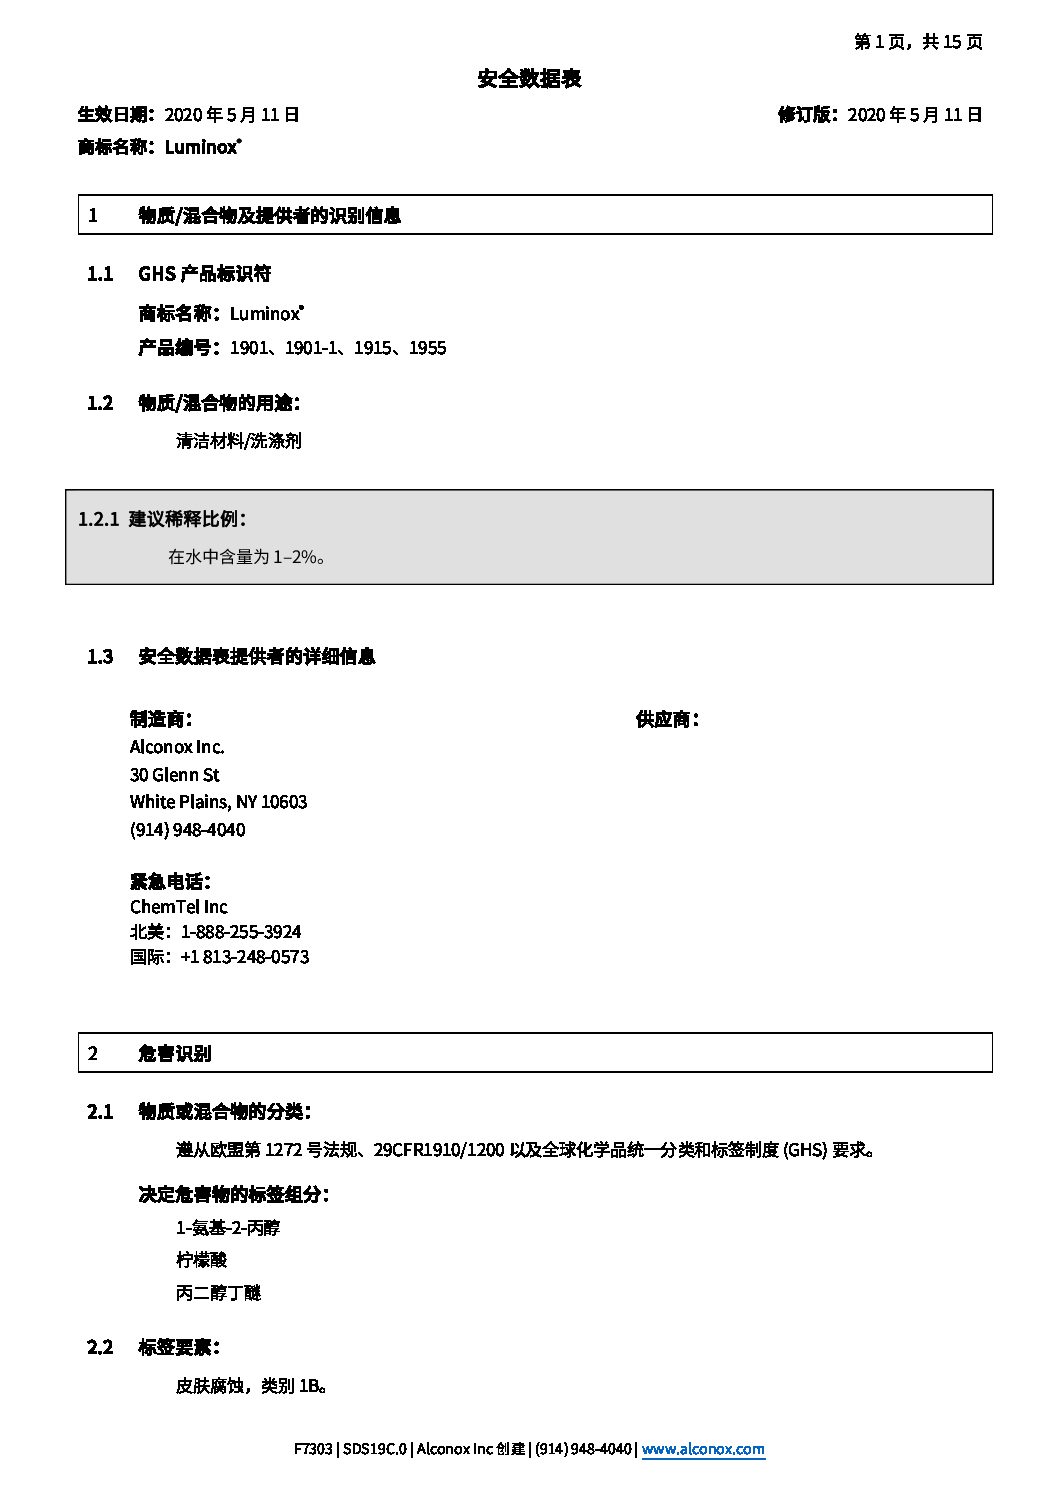 第 1 页，共 15 页
安全数据表
生效日期：2020 年 5 月 11 日 修订版：2020 年 5 月 11 日
商标名称：Luminox®
1 物质/混合物及提供者的识别信息
1.1 GHS 产品标识符
商标名称：Luminox®
产品编号：1901、1901-1、1915、1955
1.2 物质/混合物的用途：
清洁材料/洗涤剂
1.2.1 建议稀释比例：
在水中含量为 1–2%。
1.3 安全数据表提供者的详细信息
制造商： 供应商：
Alconox Inc.
30 Glenn St
White Plains, NY 10603
(914) 948-4040
紧急电话：
ChemTel Inc
北美：1-888-255-3924
国际：+1 813-248-0573
2 危害识别
2.1 物质或混合物的分类：
遵从欧盟第 1272 号法规、29CFR1910/1200 以及全球化学品统一分类和标签制度 (GHS) 要求。
决定危害物的标签组分：
1-氨基-2-丙醇
柠檬酸
丙二醇丁醚
2.2 标签要素：
皮肤腐蚀，类别 1B。
F7303 | SDS19C.0 | Alconox Inc 创建 | (914) 948-4040 | www.alconox.com